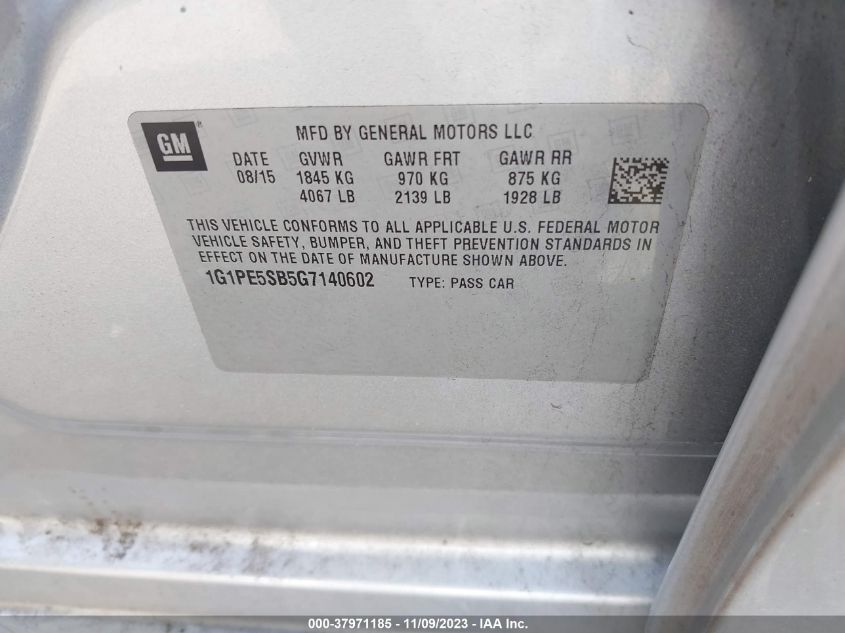 GM ®
MFD BY GENERAL MOTORS LLC
DATE GVWR GAWR FRT GAWR RR
08/15 1845 KG 970 KG 875 KG
4067 LB 2139 LB 1928 LB
THIS VEHICLE CONFORMS TO ALL APPLICABLE U.S. FEDERAL MOTOR
VEHICLE SAFETY, BUMPER, AND THEFT PREVENTION STANDARDS IN
EFFECT ON THE DATE OF MANUFACTURE SHOWN ABOVE.
1G1PE5SB5G7140602 TYPE: PASS CAR
000-37971185 - 11/09/2023 - IAA Inc.